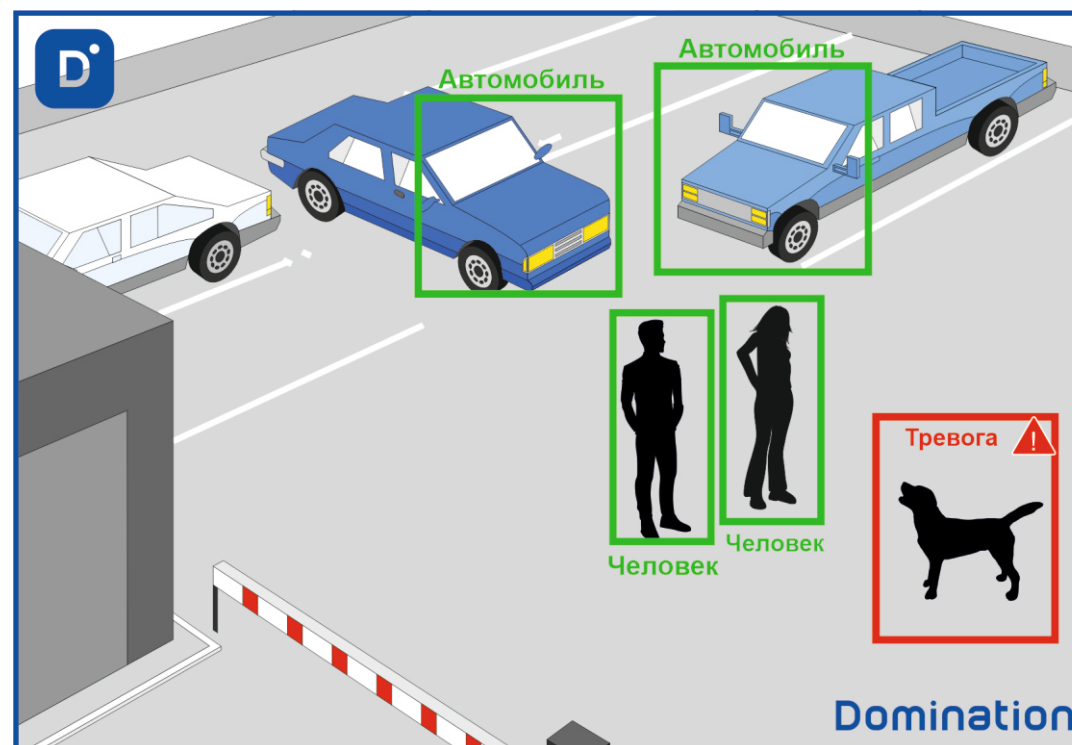 D
Автомобиль
Автомобиль
Тревога
!
Человек
Человек
Domination